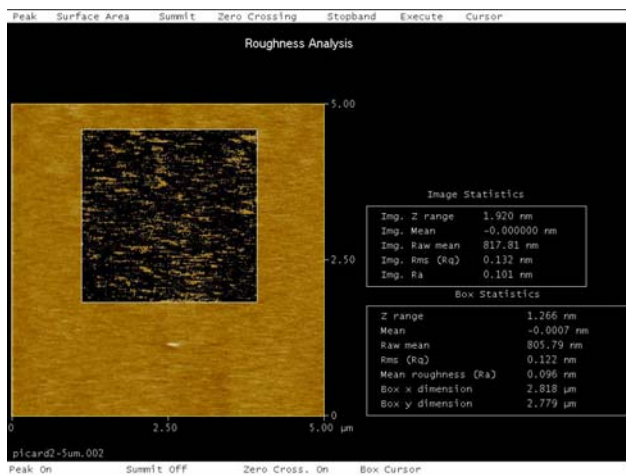 Peak Surface Area Summit Zero Crossing Stopband Execute Cursor
Roughness Analysis
5.00
2.50
0
0 2.50 5.00 µm
Image Statistics
Img. Z range 1.920 nm
Img. Mean -0.000000 nm
Img. Raw mean 817.81 nm
Img. Rms (Rq) 0.132 nm
Img. Ra 0.101 nm
Box Statistics
Z range 1.266 nm
Mean -0.0007 nm
Raw mean 805.79 nm
Rms (Rq) 0.122 nm
Mean roughness (Ra) 0.096 nm
Box x dimension 2.818 µm
Box y dimension 2.779 µm
picard2-5um.002
Peak On Summit Off Zero Cross. On Box Cursor